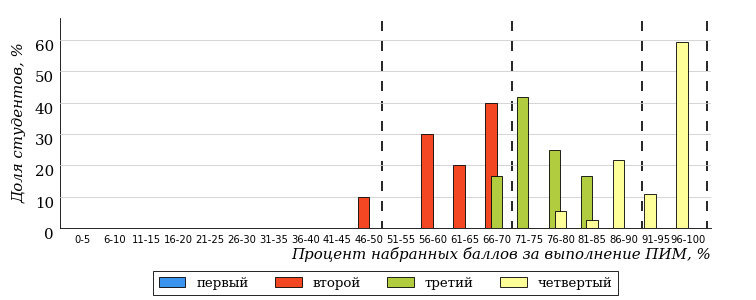 Доля студентов, %
60
50
40
30
20
10
0
0-5 6-10 11-15 16-20 21-25 26-30 31-35 36-40 41-45 46-50 51-55 56-60 61-65 66-70 71-75 76-80 81-85 86-90 91-95 96-100
Процент набранных баллов за выполнение ПИМ, %
первый второй третий четвертый